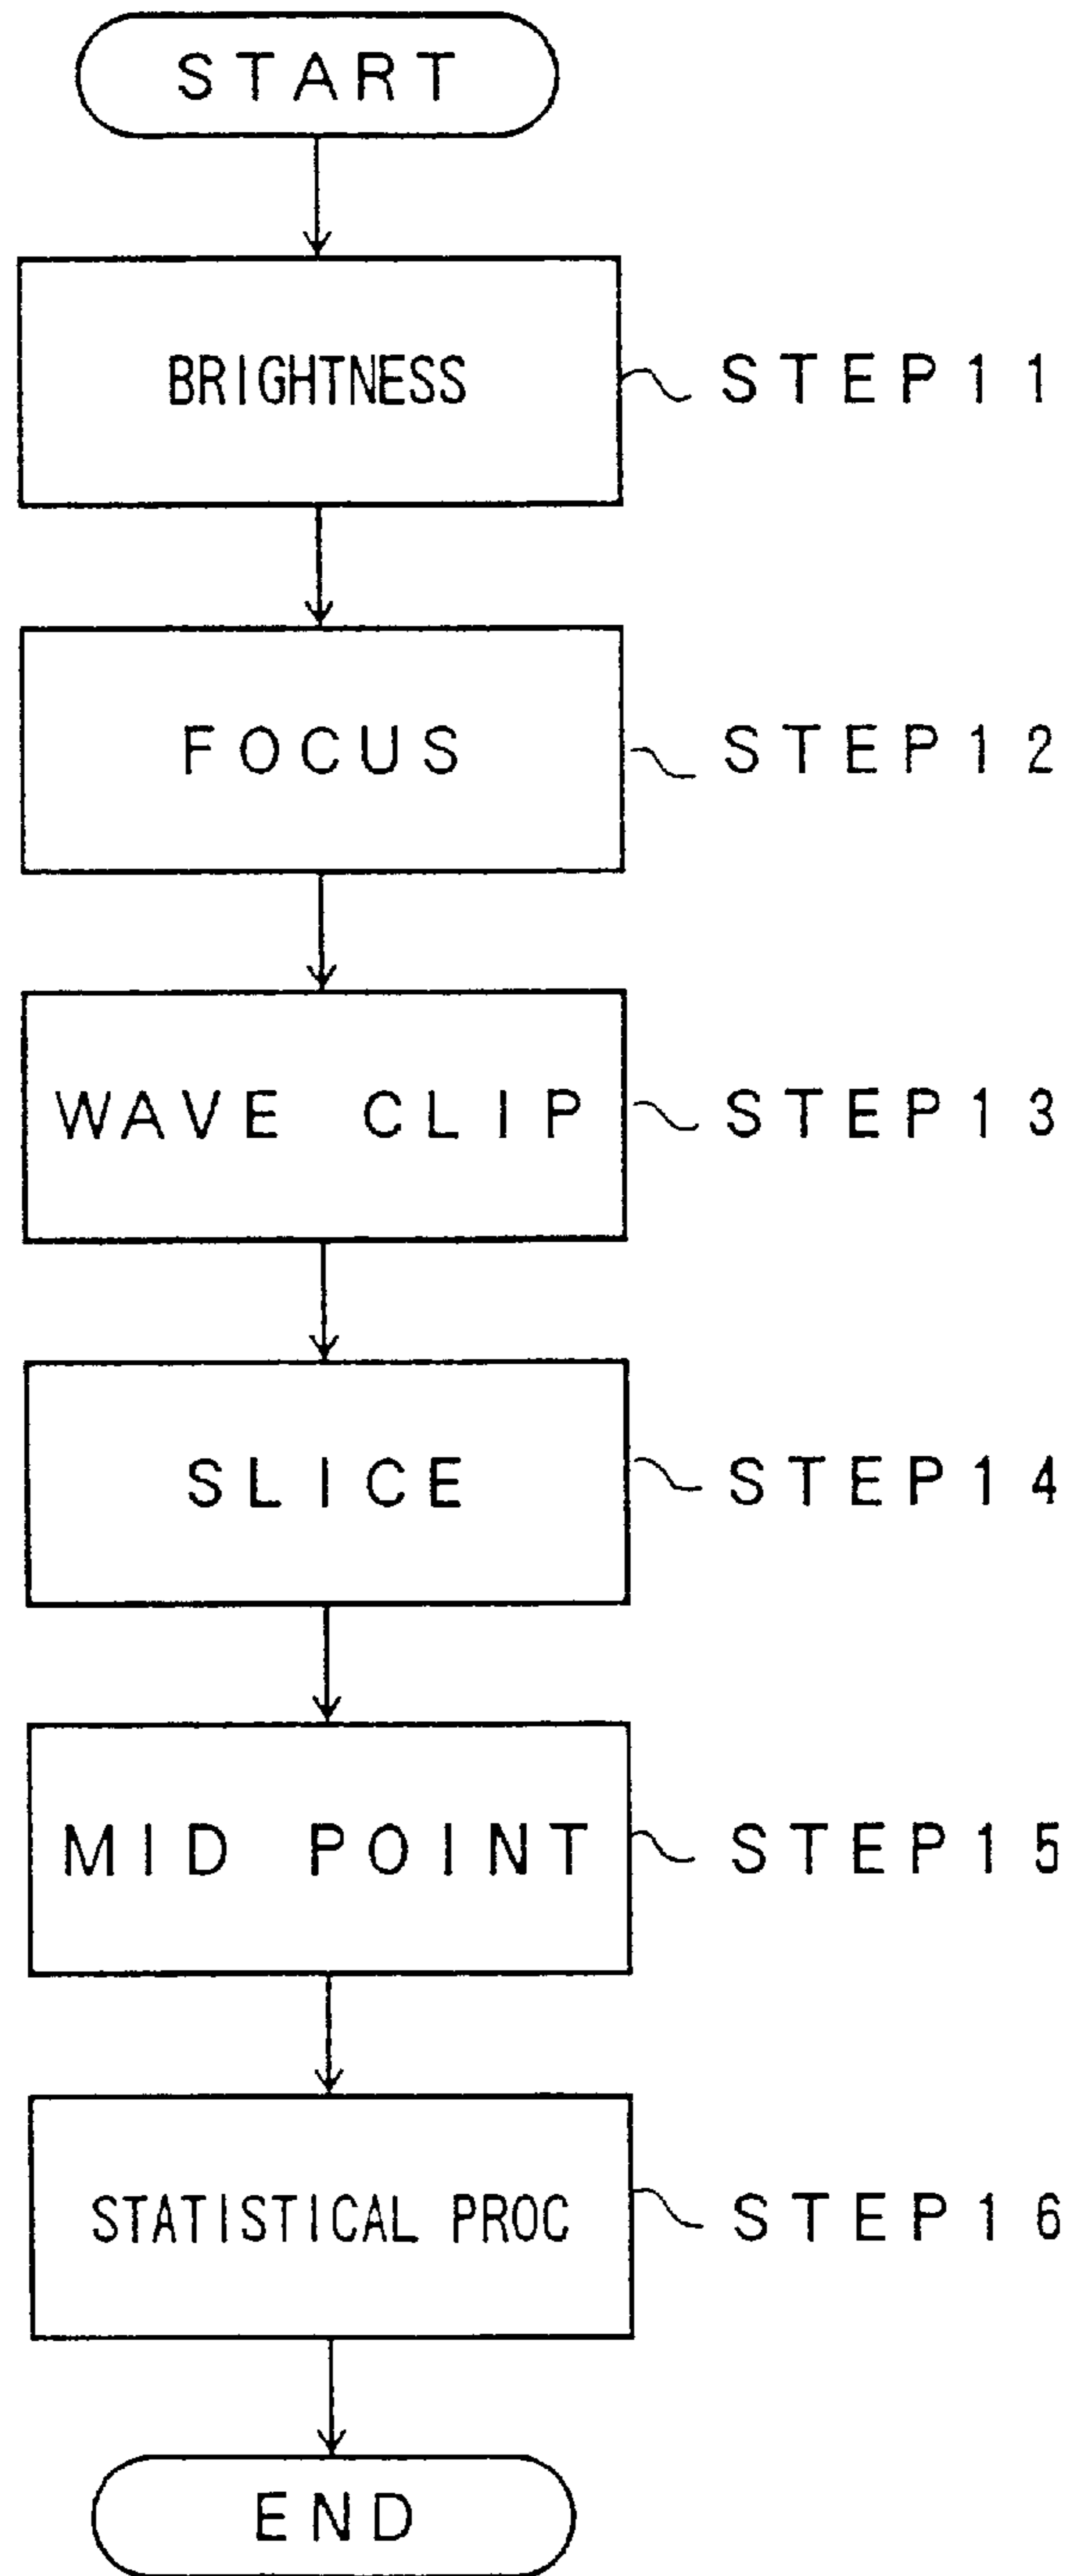 START
BRIGHTNESS STEP11
FOCUS STEP12
WAVE CLIP STEP13
SLICE STEP14
MID POINT STEP15
STATISTICAL PROC STEP16
END